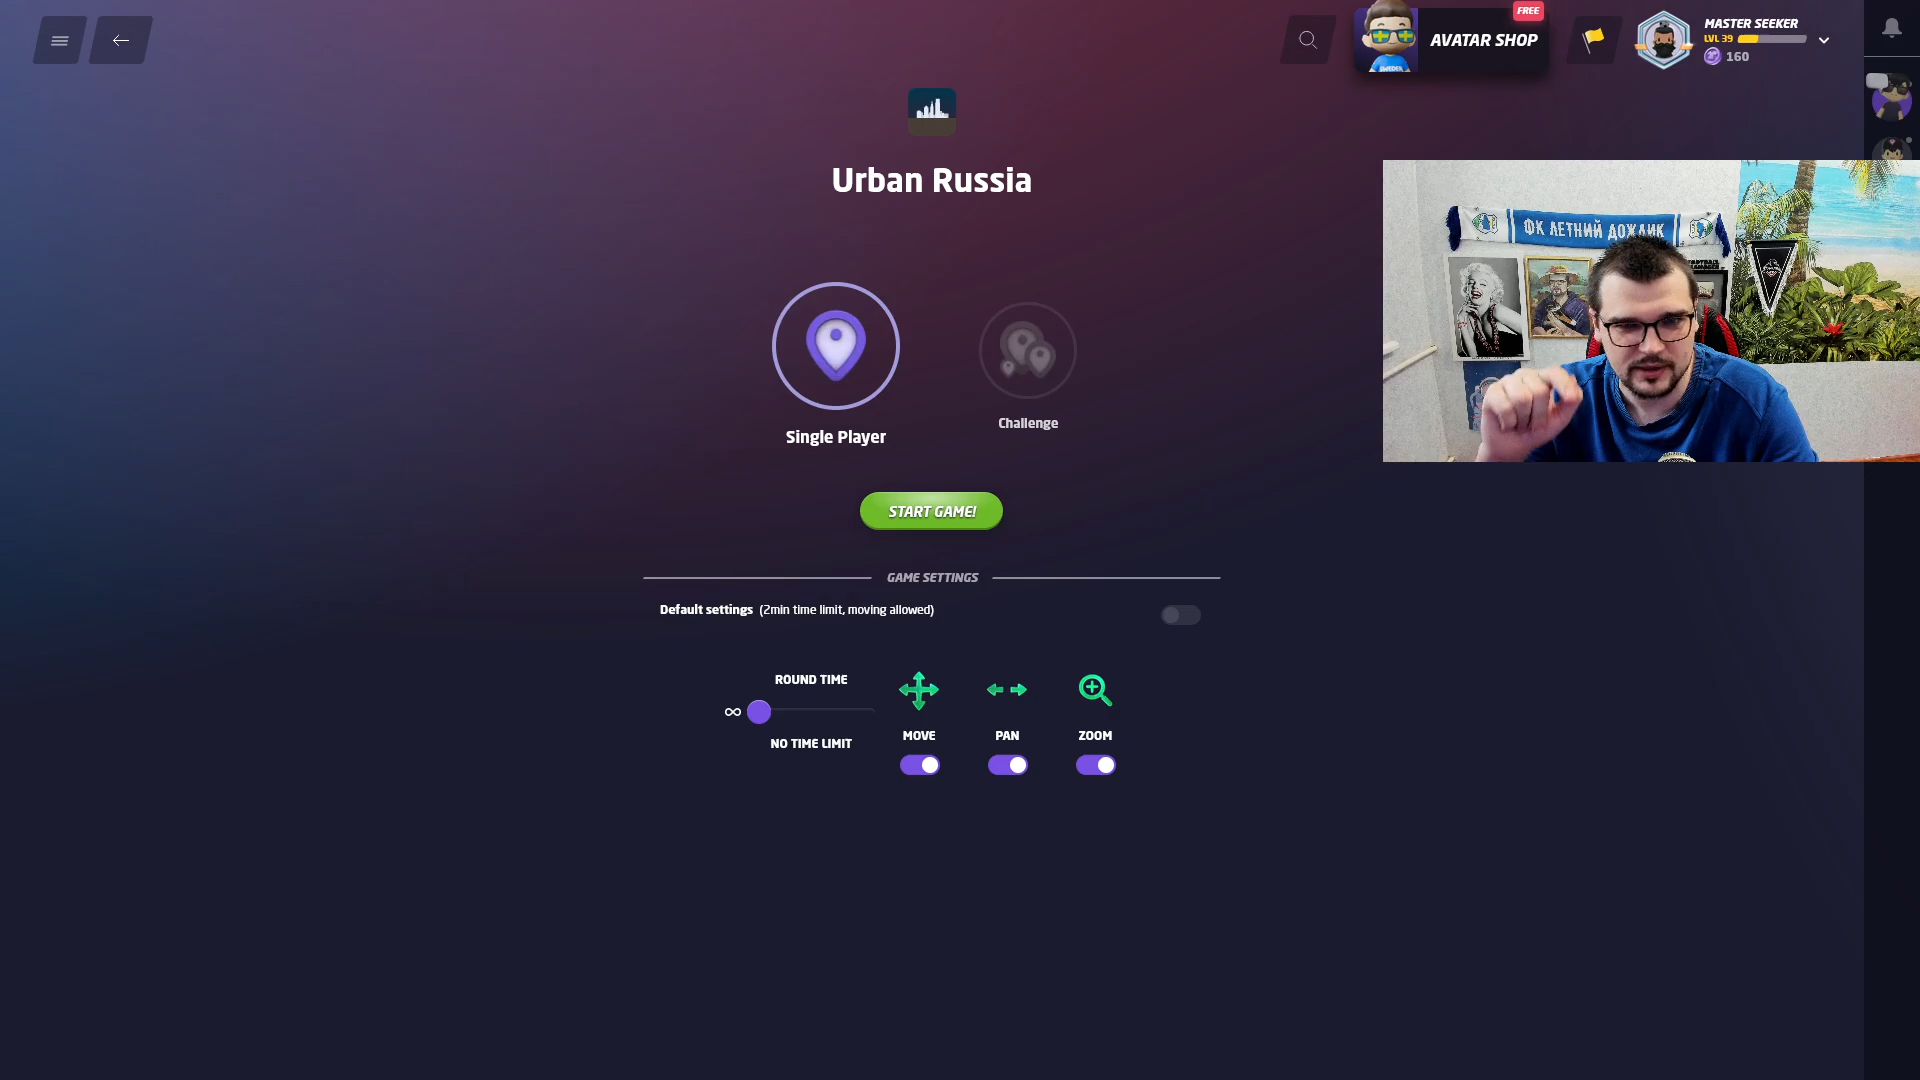 FREE
AVATAR SHOP
MASTER SEEKER
LVL 39
160
Urban Russia
ФК ЛЕТНИЙ ДОЖДИК
Single Player
Challenge
START GAME!
GAME SETTINGS
Default settings (2min time limit, moving allowed)
ROUND TIME
∞
NO TIME LIMIT
MOVE
PAN
ZOOM